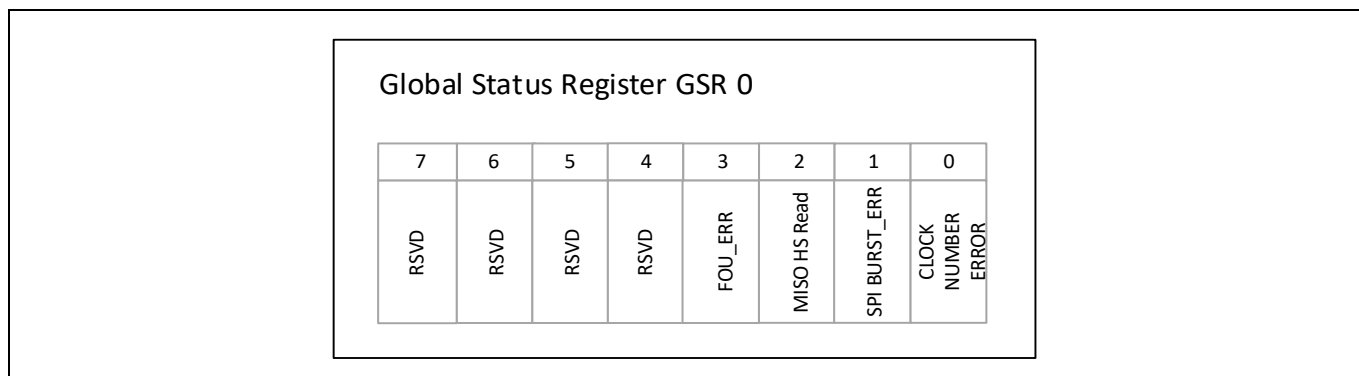 Global Status Register GSR 0
7 6 5 4 3 2 1 0
RSVD
RSVD
RSVD
RSVD
FOU_ERR
MISO HS Read
SPI BURST_ERR
CLOCK
NUMBER
ERROR